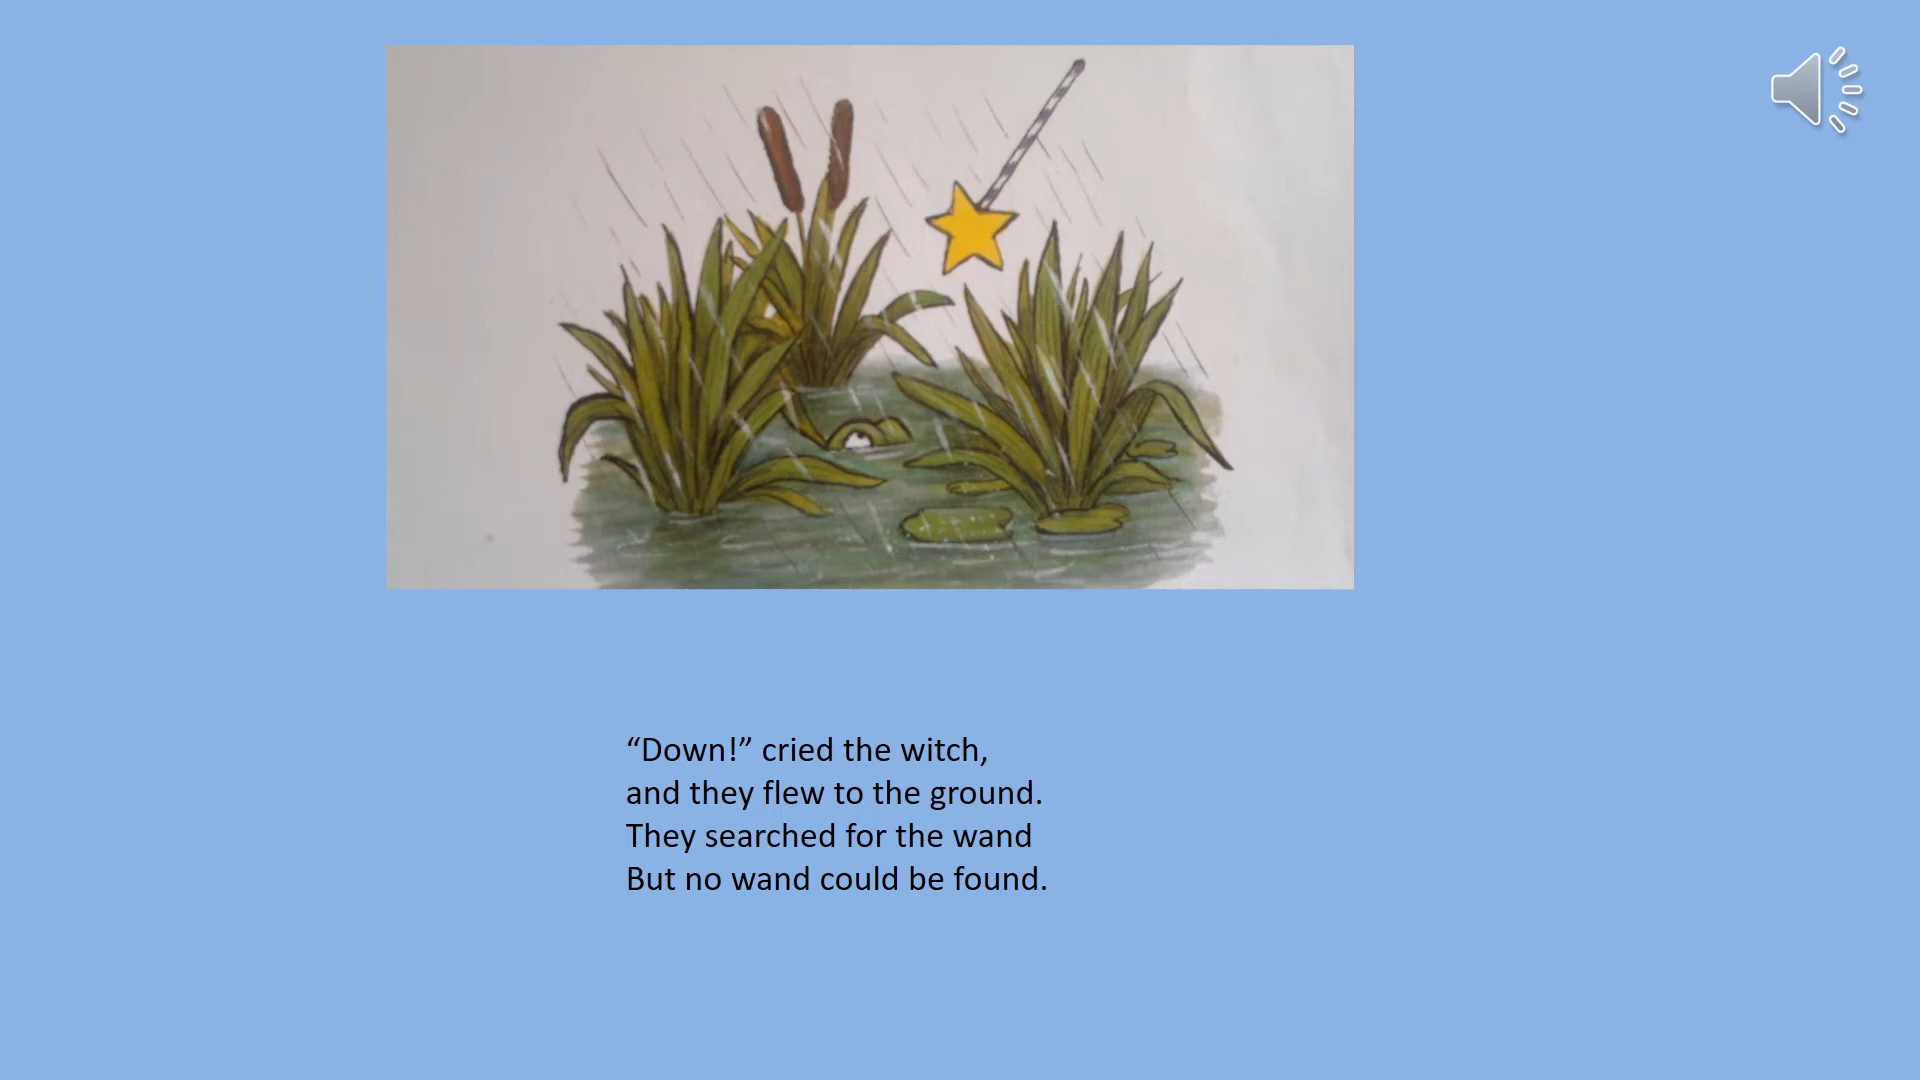 “Down!” cried the witch,
and they flew to the ground.
They searched for the wand
But no wand could be found.